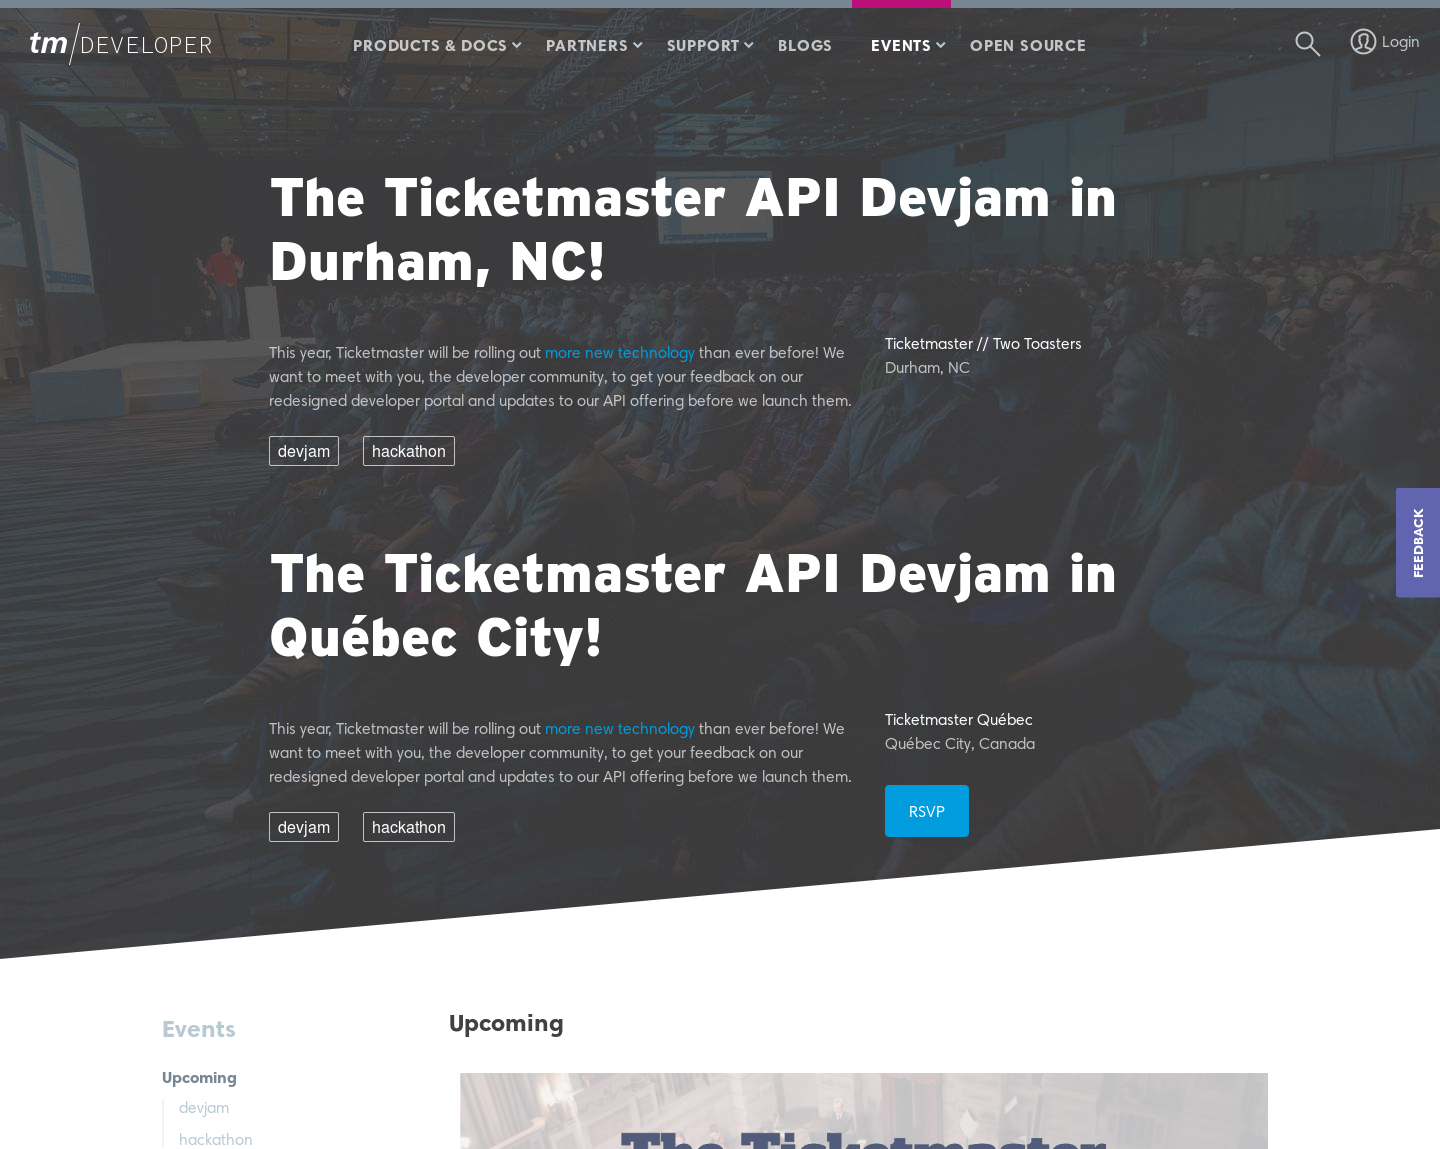 tm/DEVELOPER
PRODUCTS & DOCS
PARTNERS
SUPPORT
BLOGS
EVENTS
OPEN SOURCE
Login
The Ticketmaster API Devjam in
Durham, NC!
This year, Ticketmaster will be rolling out more new technology than ever before! We
want to meet with you, the developer community, to get your feedback on our
redesigned developer portal and updates to our API offering before we launch them.
Ticketmaster // Two Toasters
Durham, NC
devjam
hackathon
FEEDBACK
The Ticketmaster API Devjam in
Québec City!
This year, Ticketmaster will be rolling out more new technology than ever before! We
want to meet with you, the developer community, to get your feedback on our
redesigned developer portal and updates to our API offering before we launch them.
Ticketmaster Québec
Québec City, Canada
RSVP
devjam
hackathon
Events
Upcoming
devjam
hackathon
Upcoming
The Ticketmaster